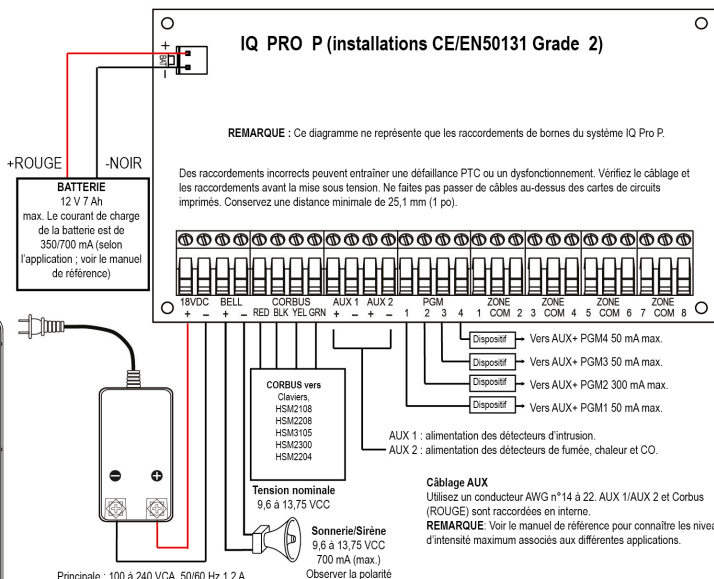 IQ PRO P (installations CE/EN50131 Grade 2)
+
BAT
–
REMARQUE : Ce diagramme ne représente que les raccordements de bornes du système IQ Pro P.
+ROUGE -NOIR
Des raccordements incorrects peuvent entraîner une défaillance PTC ou un dysfonctionnement. Vérifiez le câblage et
les raccordements avant la mise sous tension. Ne faites pas passer de câbles au-dessus des cartes de circuits
imprimés. Conservez une distance minimale de 25,1 mm (1 po).
BATTERIE
12 V 7 Ah
max. Le courant de charge
de la batterie est de
350/700 mA (selon
l'application ; voir le manuel
de référence)
18VDC BELL CORBUS AUX 1 AUX 2 PGM ZONE ZONE ZONE ZONE
+ – + – RED BLK YEL GRN + – + – 1 2 3 4 1 COM 2 3 COM 4 5 COM 6 7 COM 8
Dispositif Vers AUX+ PGM4 50 mA max.
Dispositif Vers AUX+ PGM3 50 mA max.
Dispositif Vers AUX+ PGM2 300 mA max.
Dispositif Vers AUX+ PGM1 50 mA max.
CORBUS vers
Claviers,
HSM2108
HSM2208
HSM3105
HSM2300
HSM2204
AUX 1 : alimentation des détecteurs d'intrusion.
AUX 2 : alimentation des détecteurs de fumée, chaleur et CO.
Tension nominale
9,6 à 13,75 VCC
Câblage AUX
Utilisez un conducteur AWG n°14 à 22. AUX 1/AUX 2 et Corbus
(ROUGE) sont raccordées en interne.
REMARQUE: Voir le manuel de référence pour connaître les nivea
d'intensité maximum associés aux différentes applications.
– +
Sonnerie/Sirène
9,6 à 13,75 VCC
700 mA (max.)
Observer la polarité
Principale : 100 à 240 VCA, 50/60 Hz 1,2 A